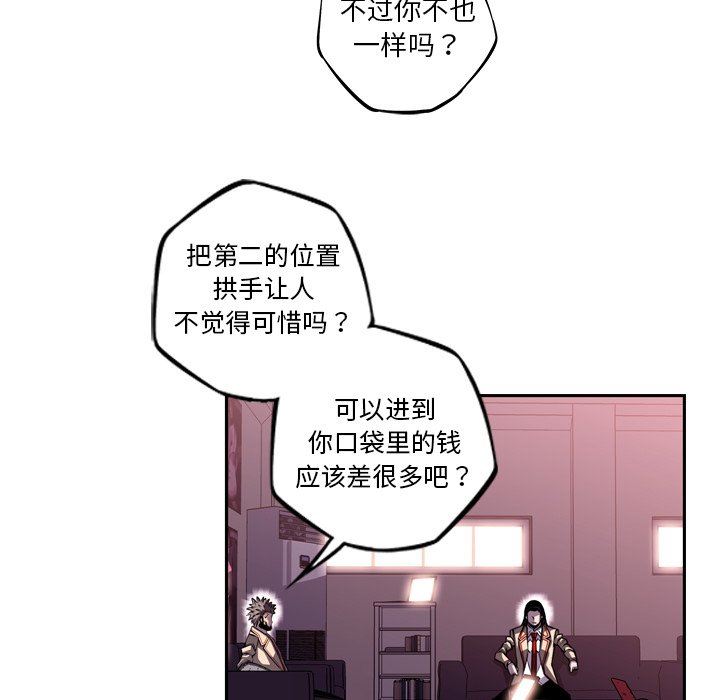 不过你不也
一样吗？
把第二的位置
拱手让人
不觉得可惜吗？
可以进到
你口袋里的钱
应该差很多吧？